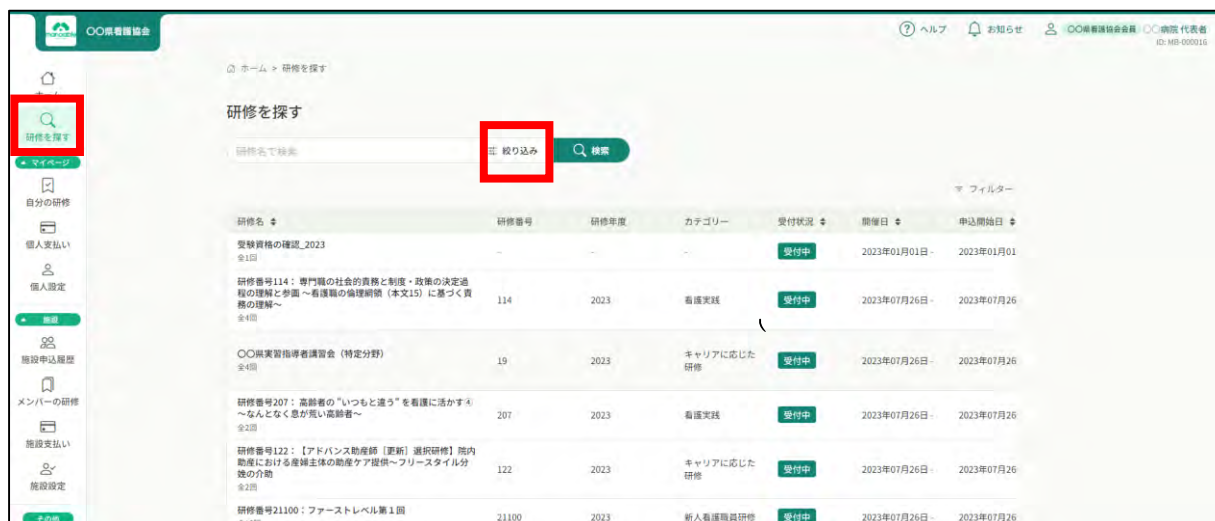 manaable
〇〇県看護協会
ヘルプ
お知らせ
〇〇県看護協会会員 〇〇病院 代表者
ID: MB-000016
ホーム > 研修を探す
ホーム
研修を探す
マイページ
自分の研修
個人支払い
個人設定
施設
施設申込履歴
メンバーの研修
施設支払い
施設設定
その他
研修を探す
研修名で検索
絞り込み
検索
フィルター
研修名 研修番号 研修年度 カテゴリー 受付状況 開催日 申込開始日
受験資格の確認_2023
全1回
- - - 受付中 2023年01月01日 - 2023年01月01
研修番号114：専門職の社会的責務と制度・政策の決定過
程の理解と参画 ～看護職の倫理綱領（本文15）に基づく責
務の理解～
全4回
114 2023 看護実践 受付中 2023年07月26日 - 2023年07月26
〇〇県実習指導者講習会（特定分野）
全4回
19 2023 キャリアに応じた
研修
受付中 2023年07月26日 - 2023年07月26
研修番号207：高齢者の“いつもと違う”を看護に活かす④
～なんとなく息が荒い高齢者～
全2回
207 2023 看護実践 受付中 2023年07月26日 - 2023年07月26
研修番号122：【アドバンス助産師［更新］選択研修】院内
助産における産婦主体の助産ケア提供～フリースタイル分
娩の介助
全2回
122 2023 キャリアに応じた
研修
受付中 2023年07月26日 - 2023年07月26
研修番号21100：ファーストレベル第１回
21100 2023 新人看護職員研修 受付中 2023年07月26日 - 2023年07月26